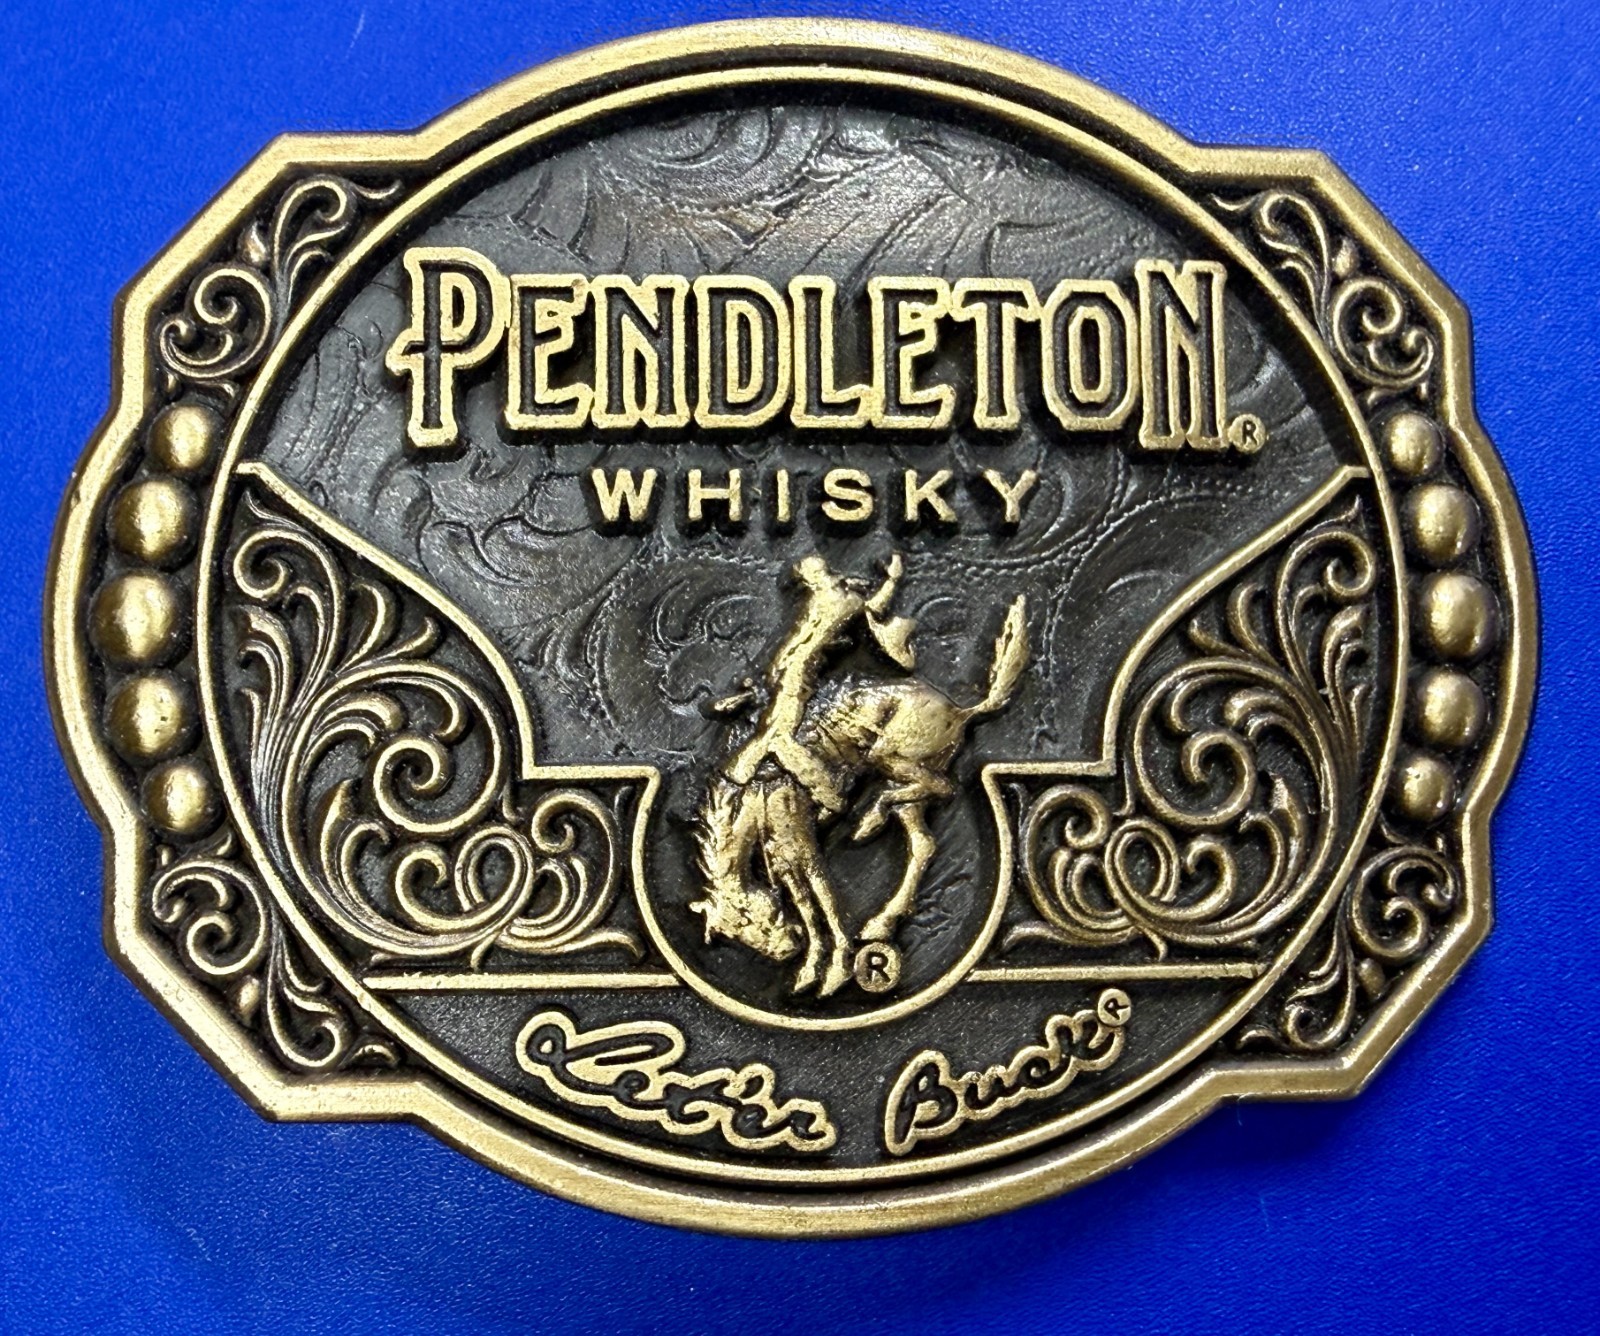 PENDLETON®
WHISKY
®
Let'er Buck®